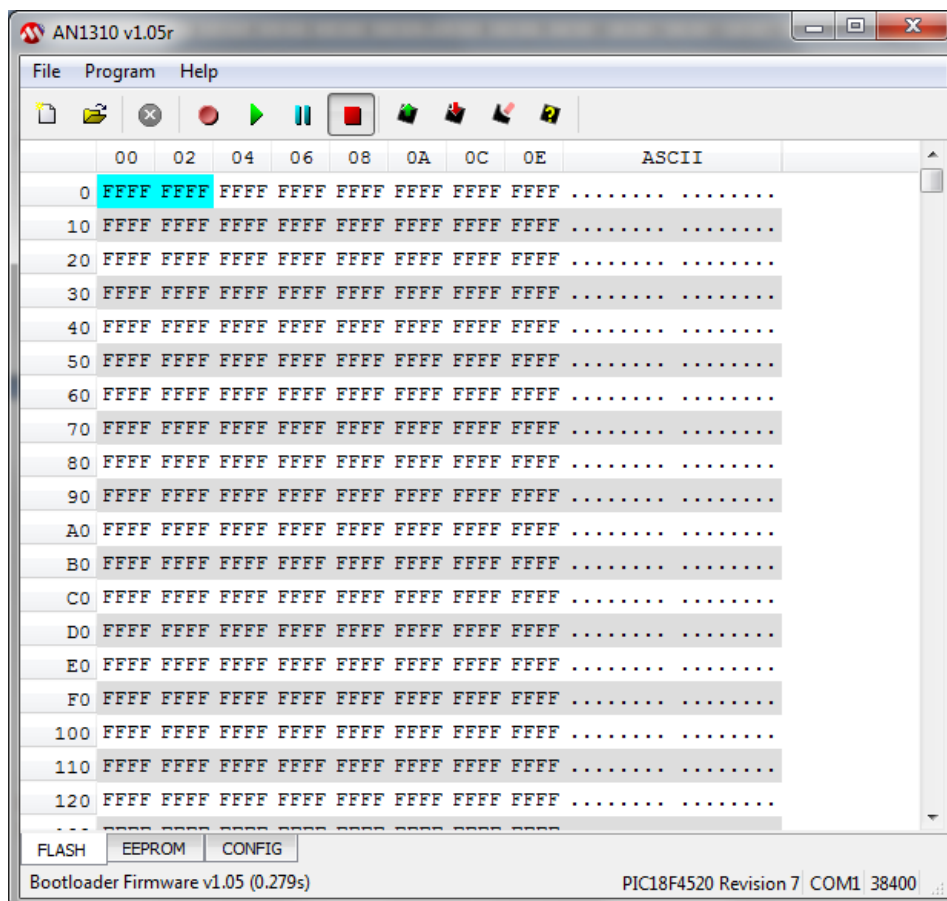 AN1310 v1.05r
File Program Help
00 02 04 06 08 0A 0C 0E ASCII
0 FFFF FFFF FFFF FFFF FFFF FFFF FFFF FFFF ........ ........
10 FFFF FFFF FFFF FFFF FFFF FFFF FFFF FFFF ........ ........
20 FFFF FFFF FFFF FFFF FFFF FFFF FFFF FFFF ........ ........
30 FFFF FFFF FFFF FFFF FFFF FFFF FFFF FFFF ........ ........
40 FFFF FFFF FFFF FFFF FFFF FFFF FFFF FFFF ........ ........
50 FFFF FFFF FFFF FFFF FFFF FFFF FFFF FFFF ........ ........
60 FFFF FFFF FFFF FFFF FFFF FFFF FFFF FFFF ........ ........
70 FFFF FFFF FFFF FFFF FFFF FFFF FFFF FFFF ........ ........
80 FFFF FFFF FFFF FFFF FFFF FFFF FFFF FFFF ........ ........
90 FFFF FFFF FFFF FFFF FFFF FFFF FFFF FFFF ........ ........
A0 FFFF FFFF FFFF FFFF FFFF FFFF FFFF FFFF ........ ........
B0 FFFF FFFF FFFF FFFF FFFF FFFF FFFF FFFF ........ ........
C0 FFFF FFFF FFFF FFFF FFFF FFFF FFFF FFFF ........ ........
D0 FFFF FFFF FFFF FFFF FFFF FFFF FFFF FFFF ........ ........
E0 FFFF FFFF FFFF FFFF FFFF FFFF FFFF FFFF ........ ........
F0 FFFF FFFF FFFF FFFF FFFF FFFF FFFF FFFF ........ ........
100 FFFF FFFF FFFF FFFF FFFF FFFF FFFF FFFF ........ ........
110 FFFF FFFF FFFF FFFF FFFF FFFF FFFF FFFF ........ ........
120 FFFF FFFF FFFF FFFF FFFF FFFF FFFF FFFF ........ ........
FLASH EEPROM CONFIG
Bootloader Firmware v1.05 (0.279s) PIC18F4520 Revision 7 COM1 38400